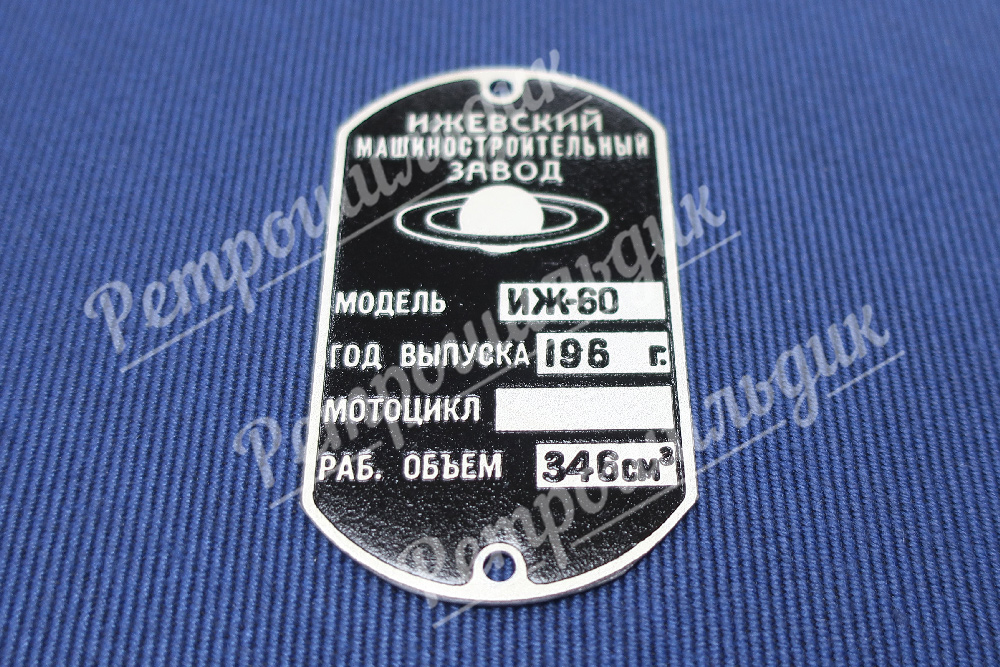 ИЖЕВСКИЙ
МАШИНОСТРОИТЕЛЬНЫЙ
ЗАВОД
МОДЕЛЬ ИЖ-60
ГОД ВЫПУСКА 196 г.
МОТОЦИКЛ
РАБ. ОБЪЕМ 346 см³
Ретрошильдик
Ретрошильдик
Ретрошильдик